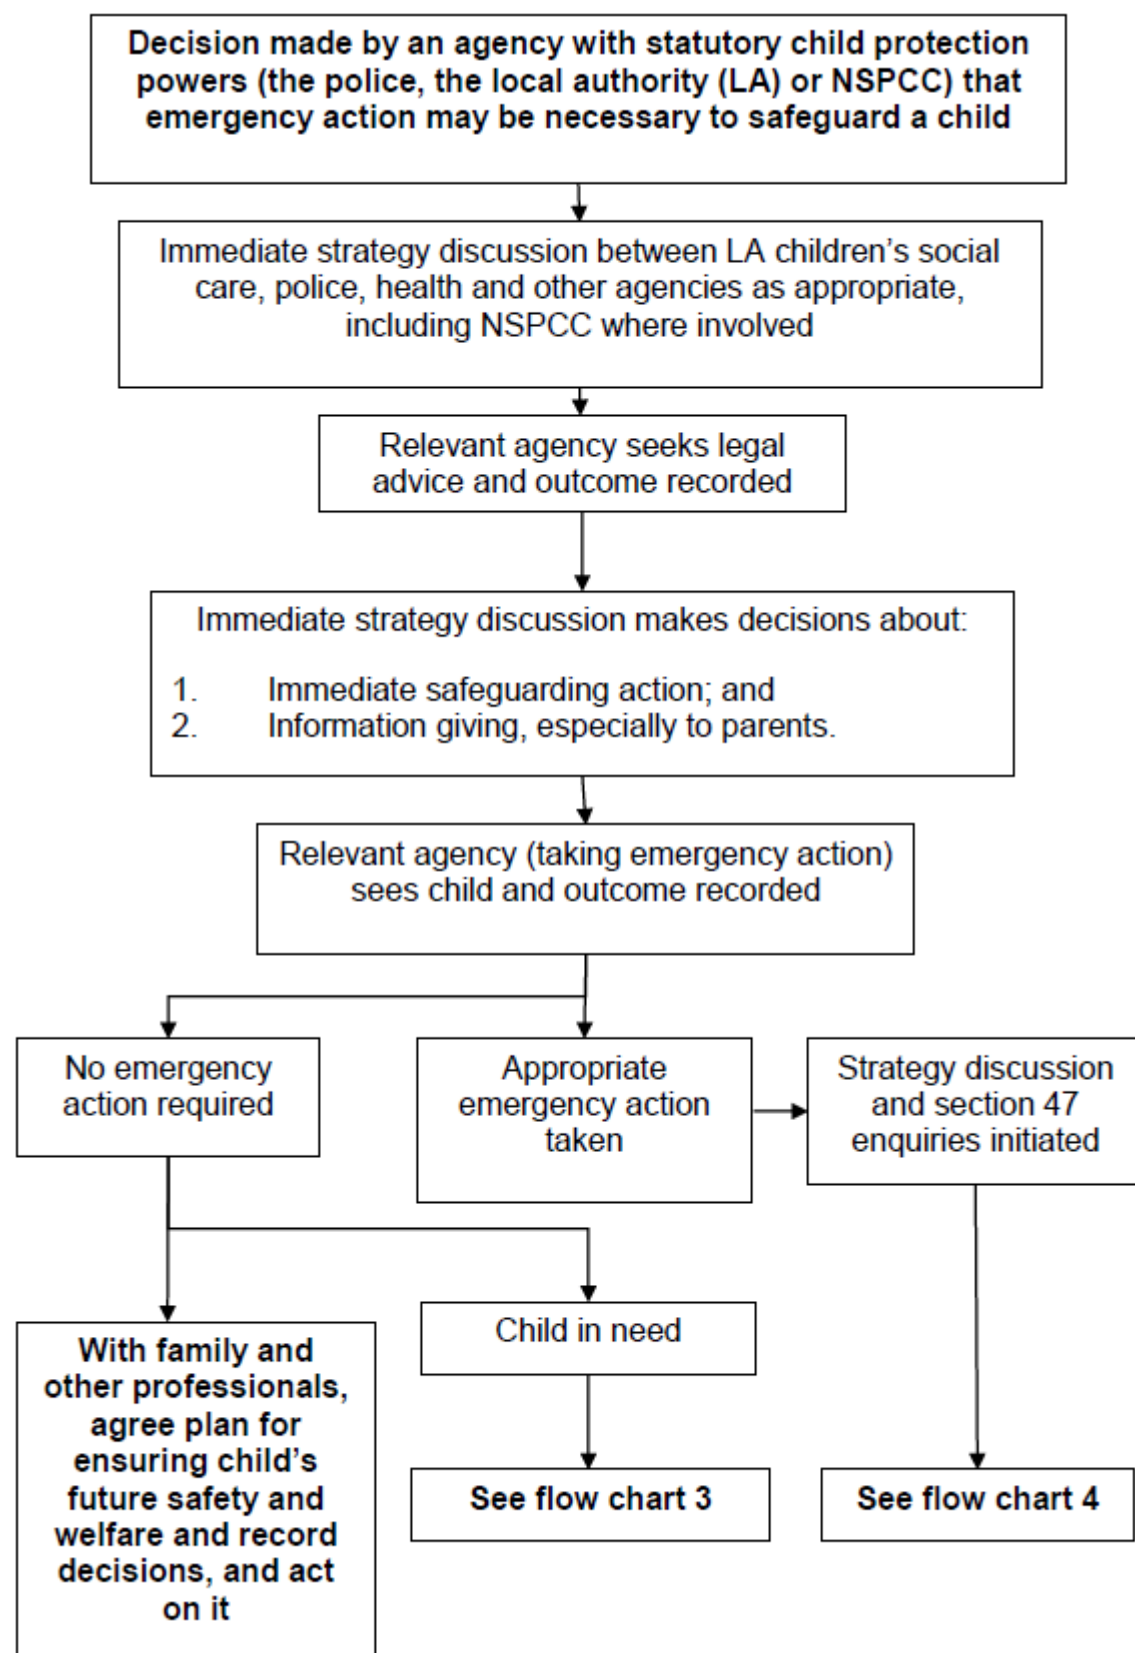 Decision made by an agency with statutory child protection
powers (the police, the local authority (LA) or NSPCC) that
emergency action may be necessary to safeguard a child
Immediate strategy discussion between LA children's social
care, police, health and other agencies as appropriate,
including NSPCC where involved
Relevant agency seeks legal
advice and outcome recorded
Immediate strategy discussion makes decisions about:
1. Immediate safeguarding action; and
2. Information giving, especially to parents.
Relevant agency (taking emergency action)
sees child and outcome recorded
No emergency
action required
Appropriate
emergency action
taken
Strategy discussion
and section 47
enquiries initiated
With family and
other professionals,
agree plan for
ensuring child's
future safety and
welfare and record
decisions, and act
on it
Child in need
See flow chart 3
See flow chart 4